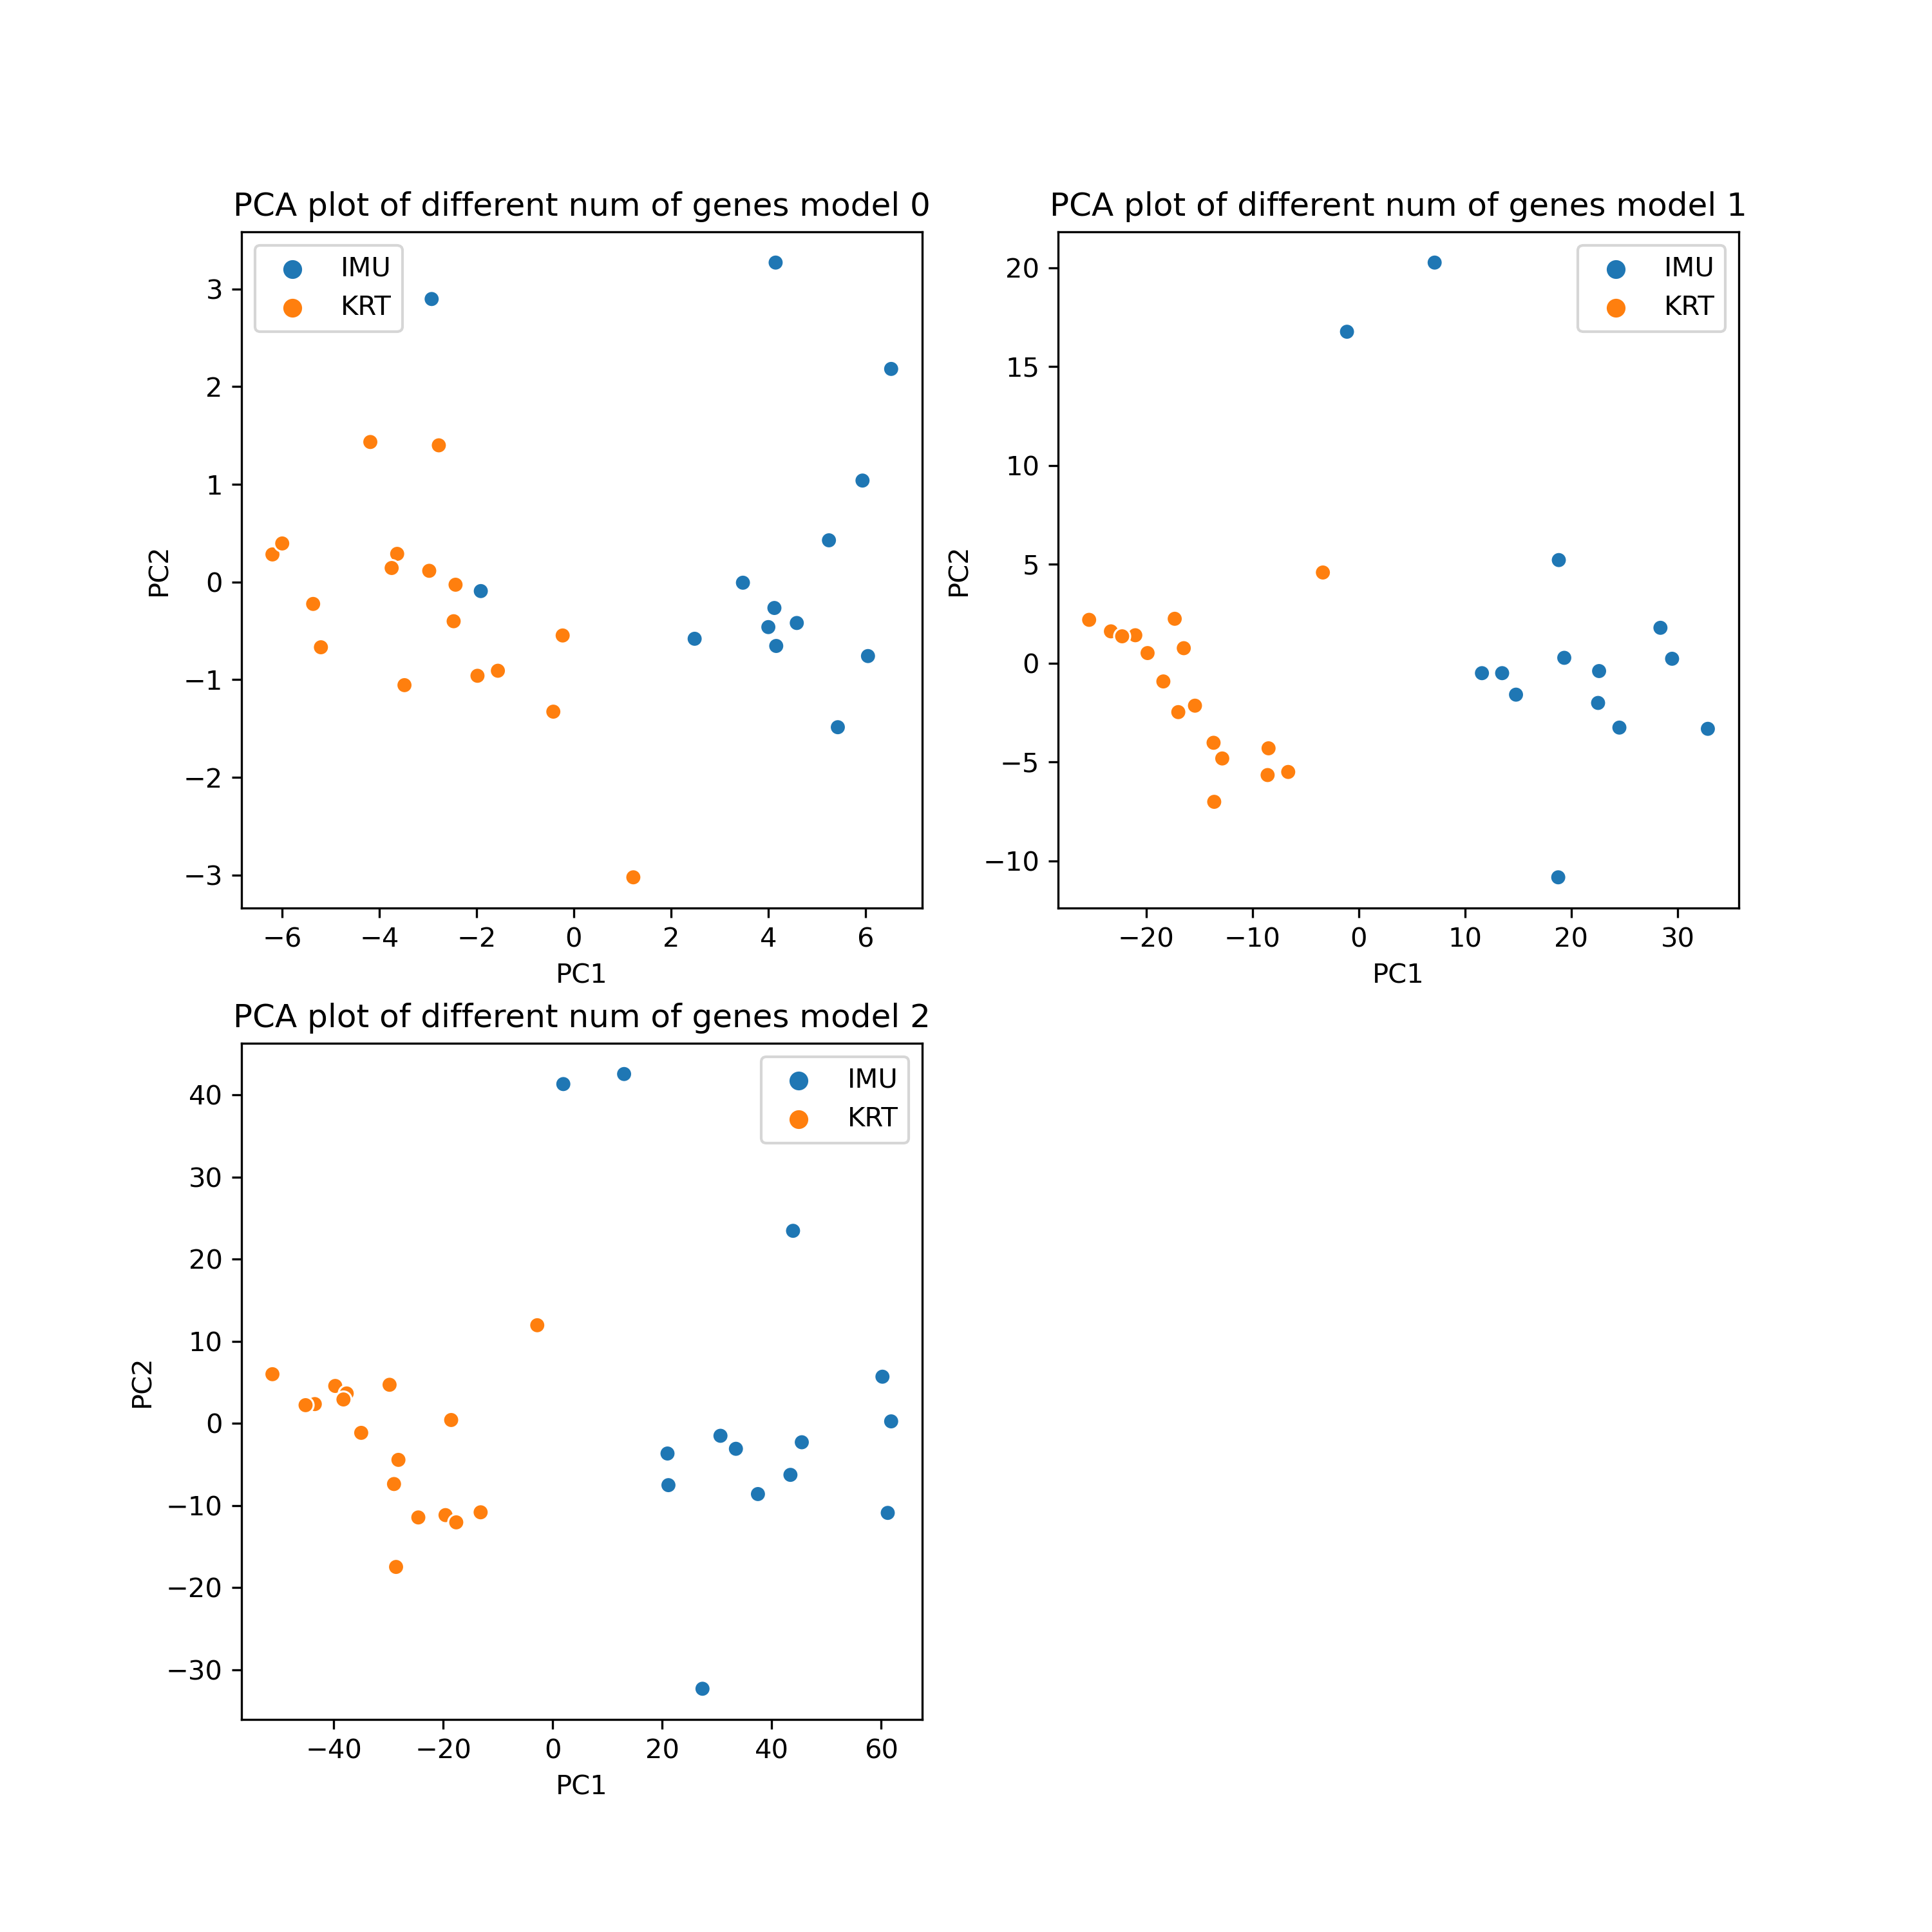 PCA plot of different num of genes model 0
IMU
KRT
3
2
1
0
−1
−2
−3
PC2
−6 −4 −2 0 2 4 6
PC1
PCA plot of different num of genes model 1
IMU
KRT
20
15
10
5
0
−5
−10
PC2
−20 −10 0 10 20 30
PC1
PCA plot of different num of genes model 2
IMU
KRT
40
30
20
10
0
−10
−20
−30
PC2
−40 −20 0 20 40 60
PC1